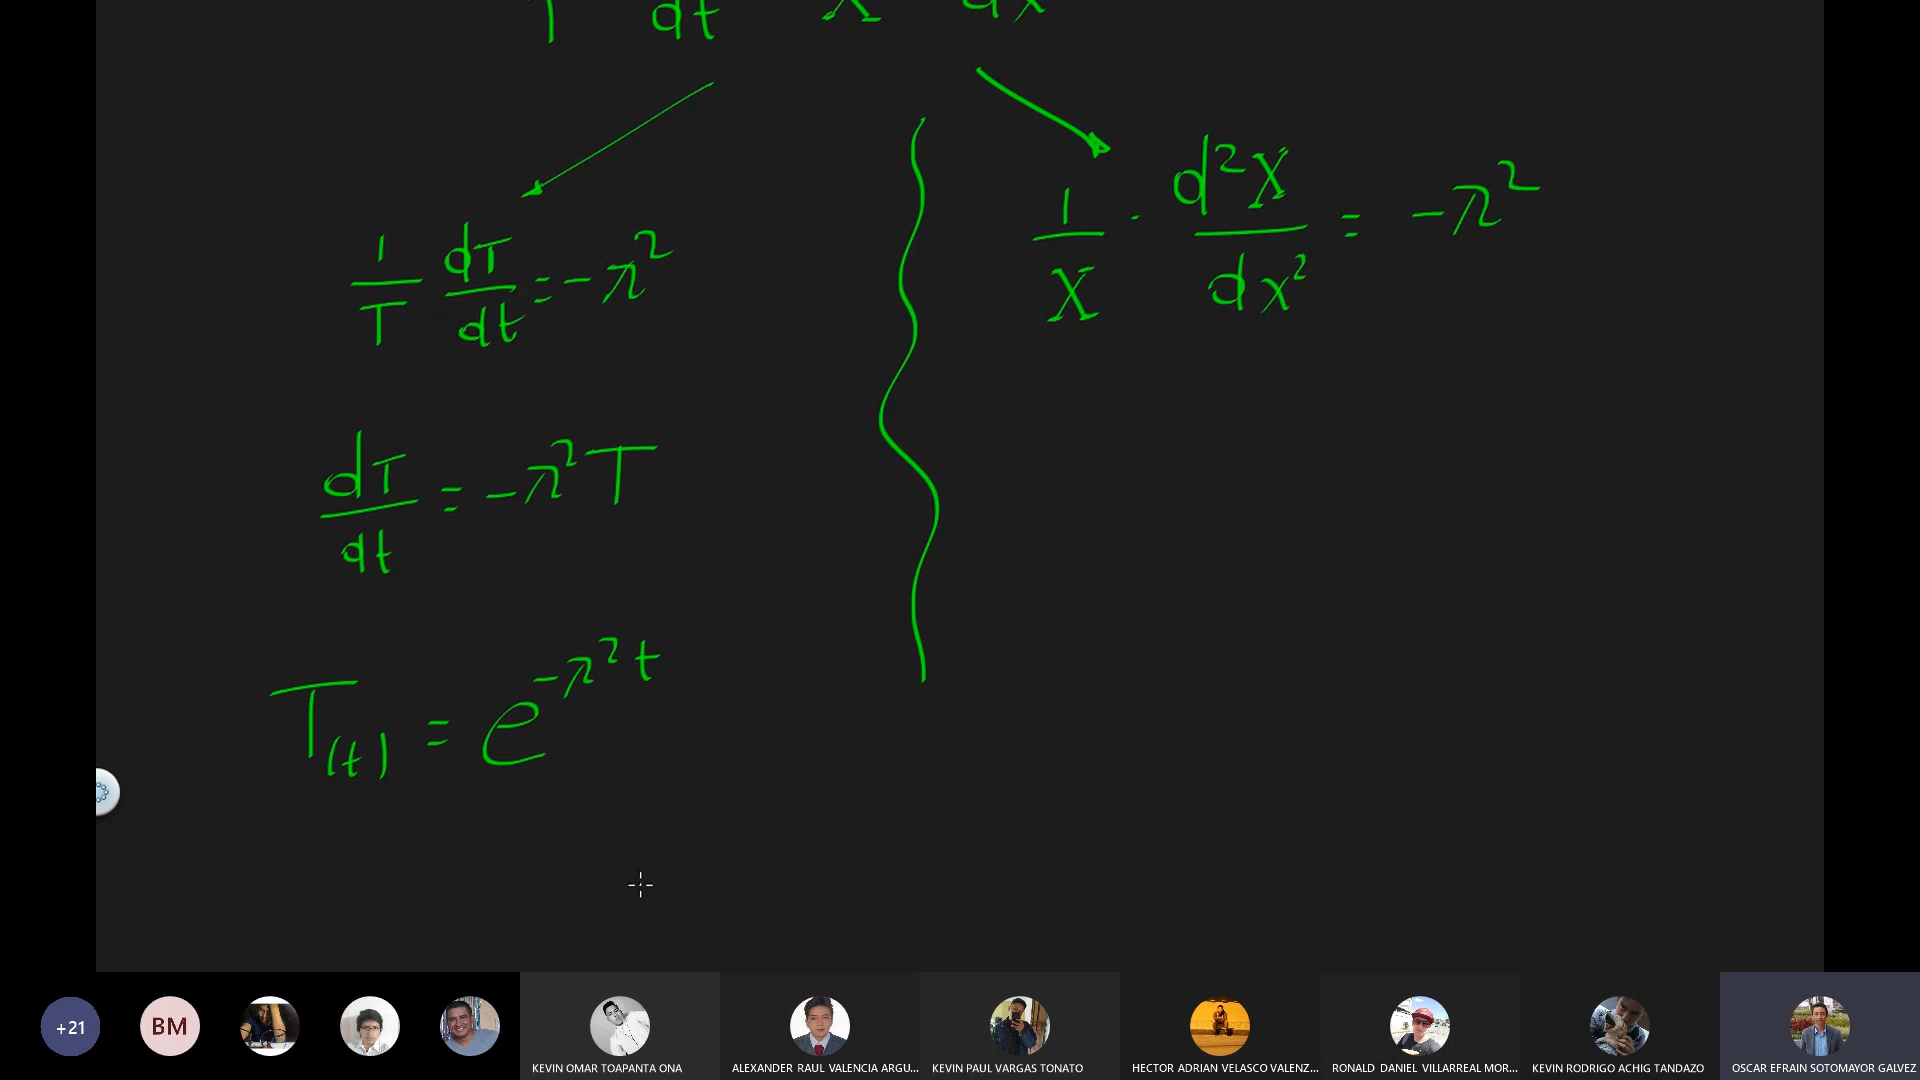 T dt X dx
1/T dT/dt = -λ²
1/X · d²X/dx² = -λ²
dT/dt = -λ²T
T(t) = e^(-λ²t)
+21
BM
KEVIN OMAR TOAPANTA ONA
ALEXANDER RAUL VALENCIA ARGU...
KEVIN PAUL VARGAS TONATO
HECTOR ADRIAN VELASCO VALENZ...
RONALD DANIEL VILLARREAL MOR...
KEVIN RODRIGO ACHIG TANDAZO
OSCAR EFRAIN SOTOMAYOR GALVEZ